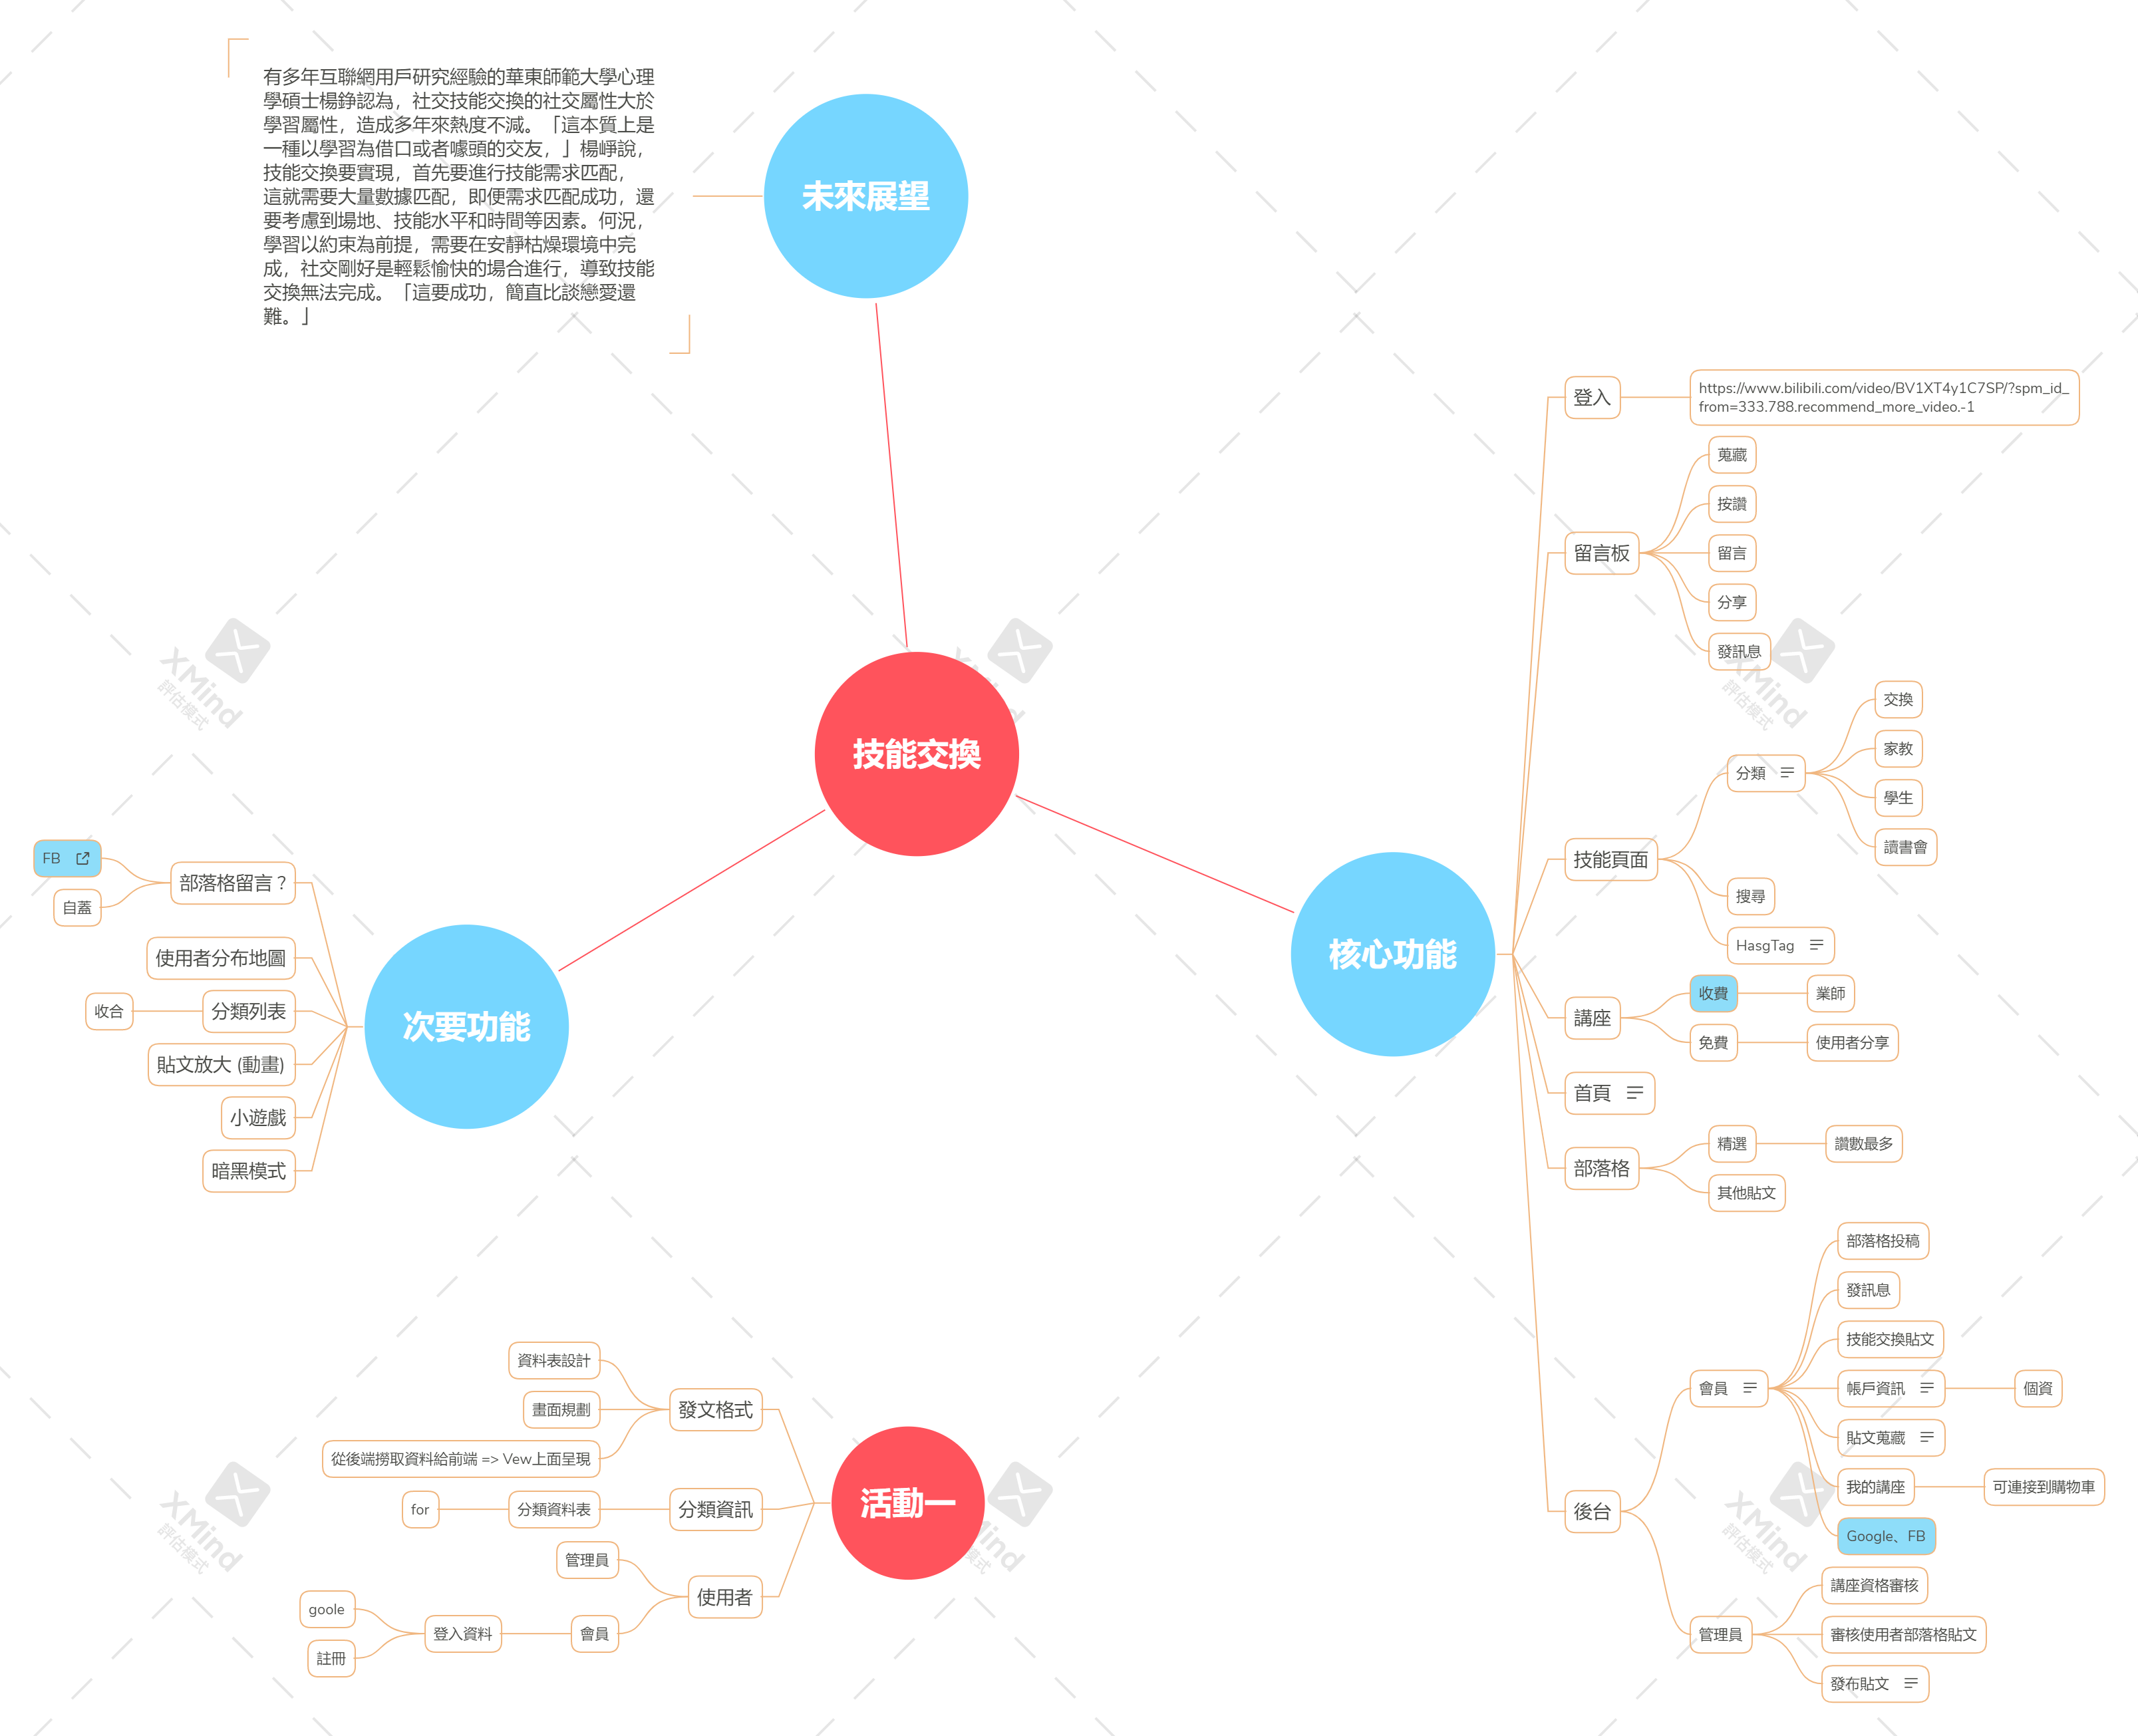 有多年互聯網用戶研究經驗的華東師範大學心理
學碩士楊錚認為，社交技能交換的社交屬性大於
學習屬性，造成多年來熱度不減。「這本質上是
一種以學習為借口或者噱頭的交友，」楊崢說，
技能交換要實現，首先要進行技能需求匹配，
這就需要大量數據匹配，即便需求匹配成功，還
要考慮到場地、技能水平和時間等因素。何況，
學習以約束為前提，需要在安靜枯燥環境中完
成，社交剛好是輕鬆愉快的場合進行，導致技能
交換無法完成。「這要成功，簡直比談戀愛還
難。」
未來展望
技能交換
核心功能
登入
https://www.bilibili.com/video/BV1XT4y1C7SP/?spm_id_
from=333.788.recommend_more_video.-1
留言板
蒐藏
按讚
留言
分享
發訊息
技能頁面
分類
交換
家教
學生
讀書會
搜尋
HasgTag
講座
收費
業師
免費
使用者分享
首頁
部落格
精選
讚數最多
其他貼文
後台
會員
部落格投稿
發訊息
技能交換貼文
帳戶資訊
個資
貼文蒐藏
我的講座
可連接到購物車
Google、FB
管理員
講座資格審核
審核使用者部落格貼文
發布貼文
次要功能
部落格留言？
FB
自蓋
使用者分布地圖
分類列表
收合
貼文放大 (動畫)
小遊戲
暗黑模式
活動一
發文格式
資料表設計
畫面規劃
從後端撈取資料給前端 => Vew上面呈現
分類資訊
分類資料表
for
使用者
管理員
會員
登入資料
goole
註冊
XMind
評估模式
XMind
評估模式
XMind
評估模式
XMind
評估模式